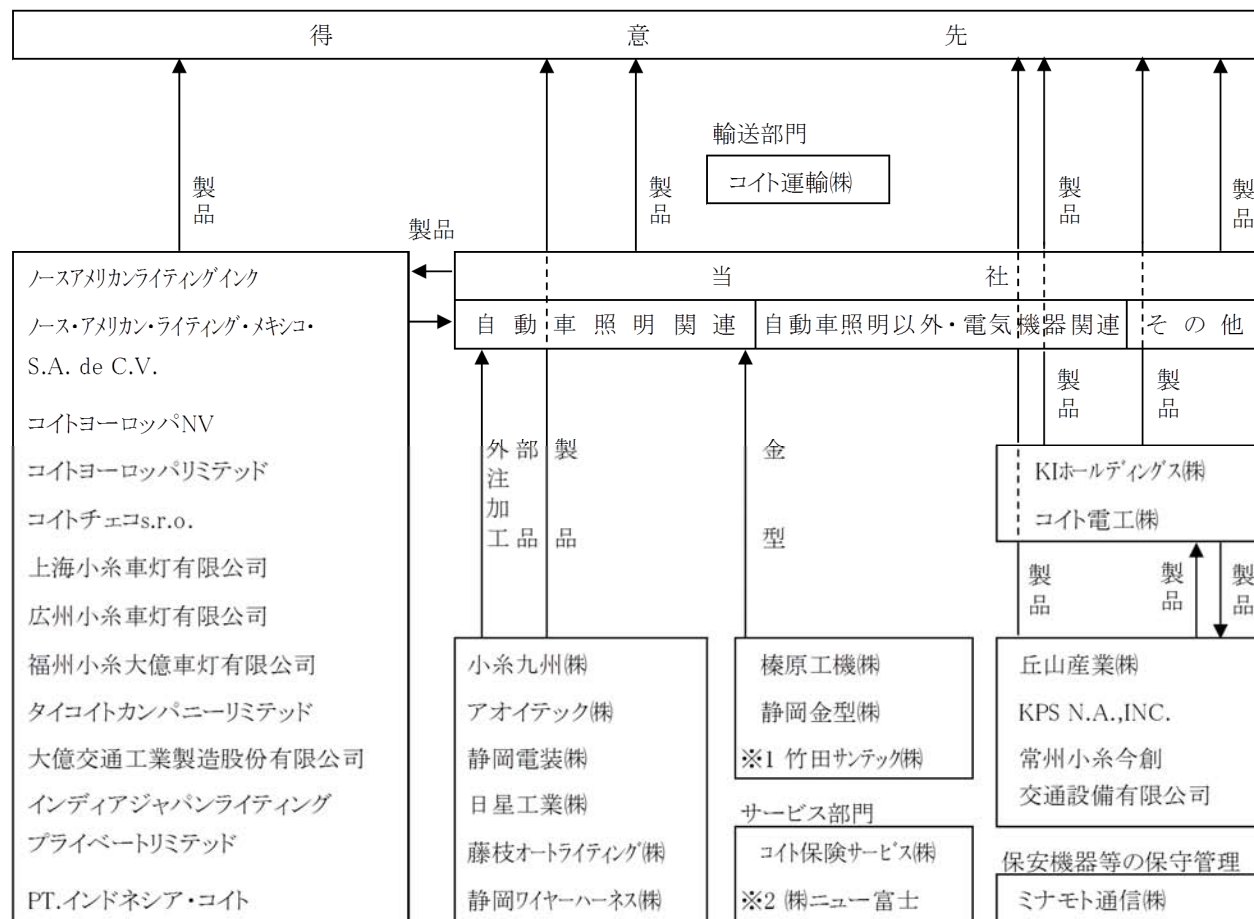 得意先
輸送部門
コイト運輸㈱
製品
製品
製品
製品
製品
当社
自動車照明関連
自動車照明以外・電気機器関連
その他
ノースアメリカンライティングインク
ノース・アメリカン・ライティング・メキシコ・
S.A. de C.V.
コイトヨーロッパNV
コイトヨーロッパリミテッド
コイトチェコs.r.o.
上海小糸車灯有限公司
広州小糸車灯有限公司
福州小糸大億車灯有限公司
タイコイトカンパニーリミテッド
大億交通工業製造股份有限公司
インディアジャパンライティング
プライベートリミテッド
PT.インドネシア・コイト
外注加工
部品
製品
金型
製品
製品
KIホールディングス㈱
コイト電工㈱
製品
製品
製品
小糸九州㈱
アオイテック㈱
静岡電装㈱
日星工業㈱
藤枝オートライティング㈱
静岡ワイヤーハーネス㈱
榛原工機㈱
静岡金型㈱
※1 竹田サンテック㈱
サービス部門
コイト保険サービス㈱
※2 ㈱ニュー富士
丘山産業㈱
KPS N.A.,INC.
常州小糸今創
交通設備有限公司
保安機器等の保守管理
ミナモト通信㈱